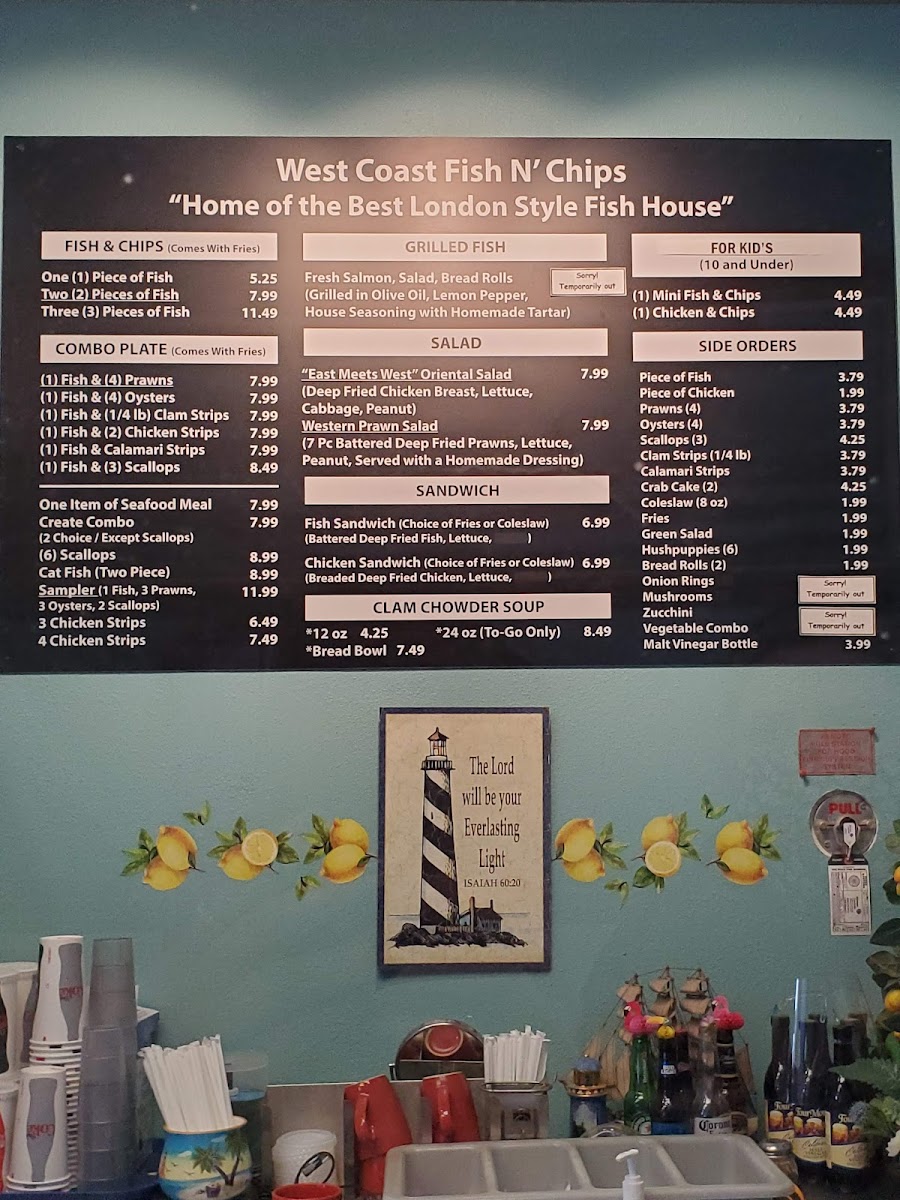 West Coast Fish N' Chips
"Home of the Best London Style Fish House"
FISH & CHIPS (Comes With Fries)
One (1) Piece of Fish 5.25
Two (2) Pieces of Fish 7.99
Three (3) Pieces of Fish 11.49
COMBO PLATE (Comes With Fries)
(1) Fish & (4) Prawns 7.99
(1) Fish & (4) Oysters 7.99
(1) Fish & (1/4 lb) Clam Strips 7.99
(1) Fish & (2) Chicken Strips 7.99
(1) Fish & Calamari Strips 7.99
(1) Fish & (3) Scallops 8.49
One Item of Seafood Meal 7.99
Create Combo 7.99
(2 Choice / Except Scallops)
(6) Scallops 8.99
Cat Fish (Two Piece) 8.99
Sampler (1 Fish, 3 Prawns, 11.99
3 Oysters, 2 Scallops)
3 Chicken Strips 6.49
4 Chicken Strips 7.49
GRILLED FISH
Fresh Salmon, Salad, Bread Rolls
(Grilled in Olive Oil, Lemon Pepper,
House Seasoning with Homemade Tartar)
Sorry!
Temporarily out
SALAD
"East Meets West" Oriental Salad 7.99
(Deep Fried Chicken Breast, Lettuce,
Cabbage, Peanut)
Western Prawn Salad 7.99
(7 Pc Battered Deep Fried Prawns, Lettuce,
Peanut, Served with a Homemade Dressing)
SANDWICH
Fish Sandwich (Choice of Fries or Coleslaw) 6.99
(Battered Deep Fried Fish, Lettuce, )
Chicken Sandwich (Choice of Fries or Coleslaw) 6.99
(Breaded Deep Fried Chicken, Lettuce, )
CLAM CHOWDER SOUP
*12 oz 4.25 *24 oz (To-Go Only) 8.49
*Bread Bowl 7.49
FOR KID'S
(10 and Under)
(1) Mini Fish & Chips 4.49
(1) Chicken & Chips 4.49
SIDE ORDERS
Piece of Fish 3.79
Piece of Chicken 1.99
Prawns (4) 3.79
Oysters (4) 3.79
Scallops (3) 4.25
Clam Strips (1/4 lb) 3.79
Calamari Strips 3.79
Crab Cake (2) 4.25
Coleslaw (8 oz) 1.99
Fries 1.99
Green Salad 1.99
Hushpuppies (6) 1.99
Bread Rolls (2) 1.99
Onion Rings
Mushrooms
Sorry!
Temporarily out
Zucchini
Vegetable Combo
Sorry!
Temporarily out
Malt Vinegar Bottle 3.99
The Lord
will be your
Everlasting
Light
ISAIAH 60:20
PULL
Corona